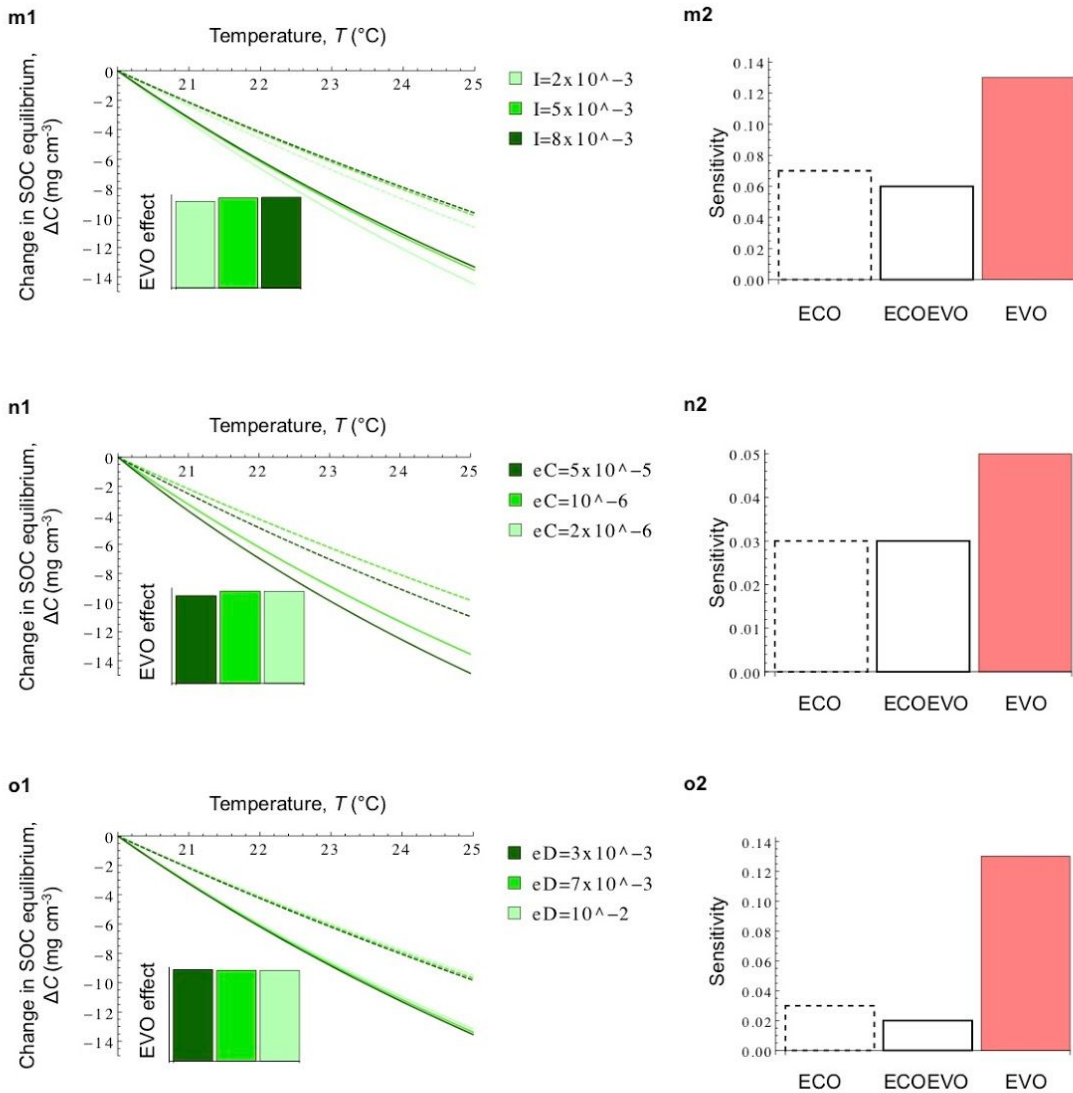 m1
Temperature, T (°C)
21 22 23 24 25
0
−2
−4
−6
−8
−10
−12
−14
Change in SOC equilibrium,
ΔC (mg cm-3)
EVO effect
I=2x10^−3
I=5x10^−3
I=8x10^−3
m2
Sensitivity
0.14
0.12
0.10
0.08
0.06
0.04
0.02
0.00
ECO ECOEVO EVO
n1
Temperature, T (°C)
21 22 23 24 25
0
−2
−4
−6
−8
−10
−12
−14
Change in SOC equilibrium,
ΔC (mg cm-3)
EVO effect
eC=5x10^−5
eC=10^−6
eC=2x10^−6
n2
Sensitivity
0.05
0.04
0.03
0.02
0.01
0.00
ECO ECOEVO EVO
o1
Temperature, T (°C)
21 22 23 24 25
0
−2
−4
−6
−8
−10
−12
−14
Change in SOC equilibrium,
ΔC (mg cm-3)
EVO effect
eD=3x10^−3
eD=7x10^−3
eD=10^−2
o2
Sensitivity
0.14
0.12
0.10
0.08
0.06
0.04
0.02
0.00
ECO ECOEVO EVO